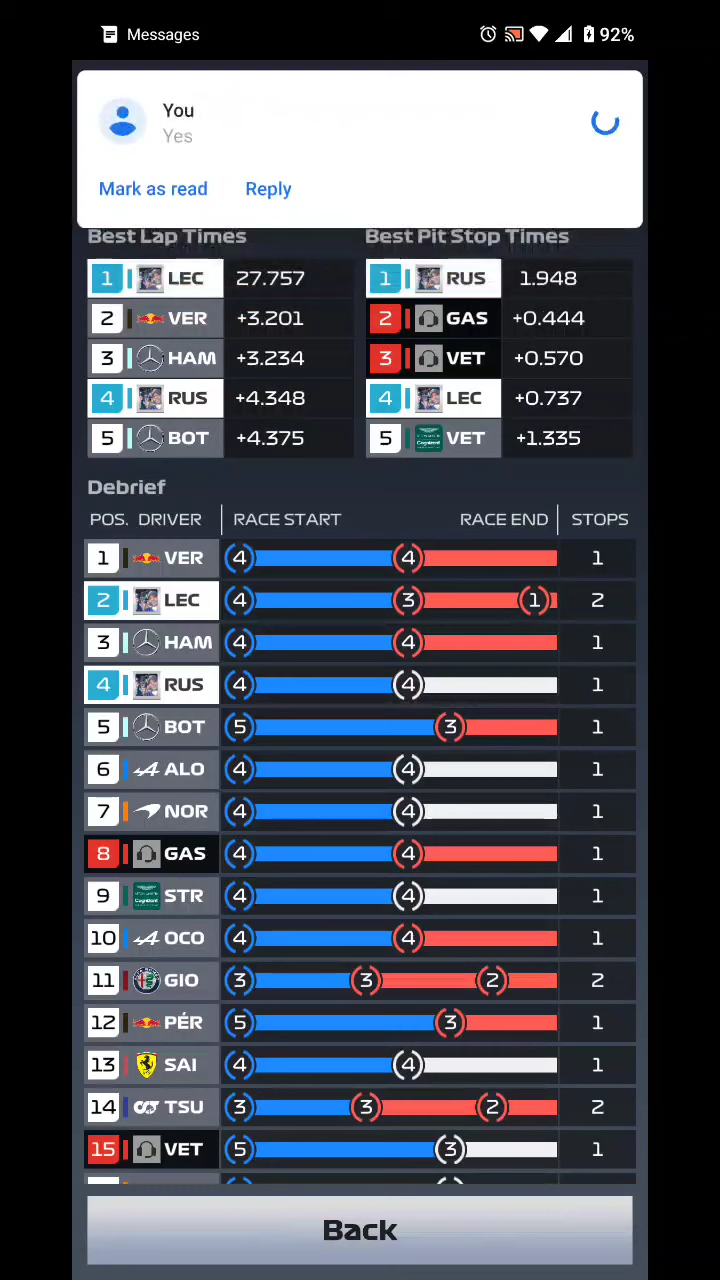 Messages
92%
You
Yes
Mark as read Reply
Best Lap Times Best Pit Stop Times
1 LEC 27.757 1 RUS 1.948
2 VER +3.201 2 GAS +0.444
3 HAM +3.234 3 VET +0.570
4 RUS +4.348 4 LEC +0.737
5 BOT +4.375 5 VET +1.335
Debrief
POS. DRIVER RACE START RACE END STOPS
1 VER 4 4 1
2 LEC 4 3 1 2
3 HAM 4 4 1
4 RUS 4 4 1
5 BOT 5 3 1
6 ALO 4 4 1
7 NOR 4 4 1
8 GAS 4 4 1
9 STR 4 4 1
10 OCO 4 4 1
11 GIO 3 3 2 2
12 PÉR 5 3 1
13 SAI 4 4 1
14 TSU 3 3 2 2
15 VET 5 3 1
Back